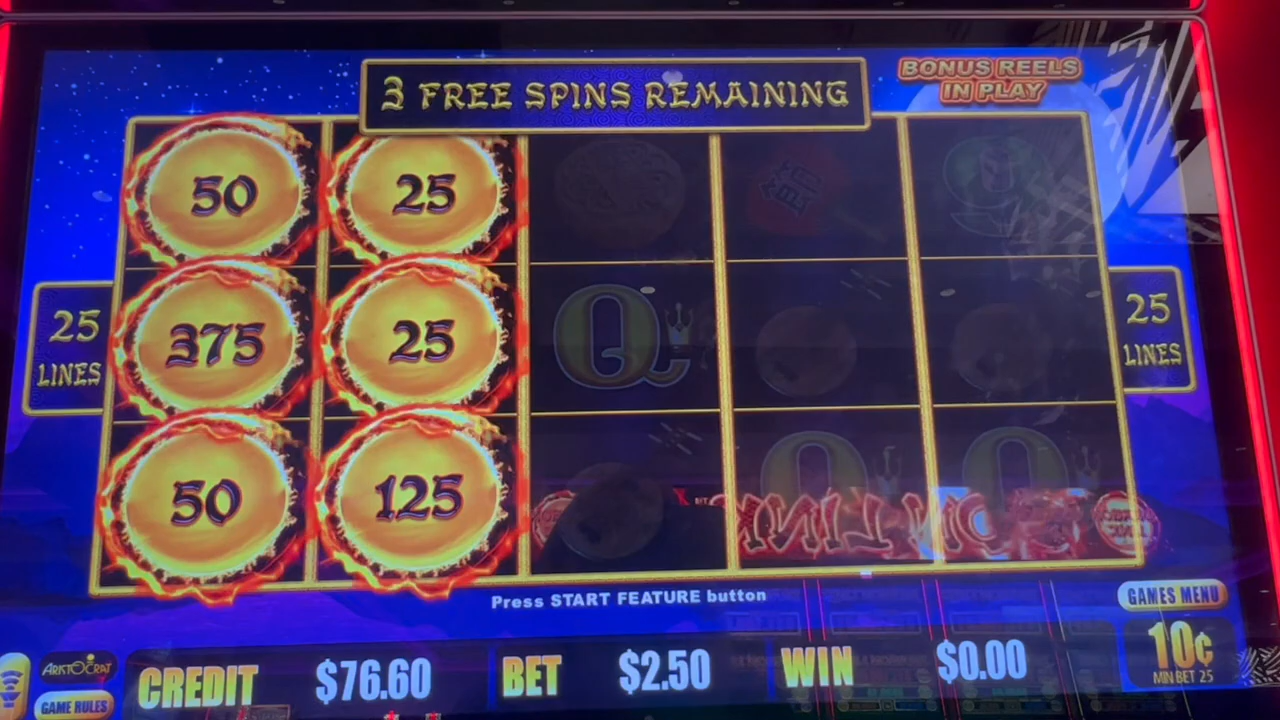 3 FREE SPINS REMAINING
BONUS REELS
IN PLAY
50
25
375
25
50
125
Q
Q
Q
25
LINES
25
LINES
Press START FEATURE button
GAMES MENU
ARISTOCRAT
GAME RULES
CREDIT $76.60
BET $2.50
WIN $0.00
10¢
MIN BET 25